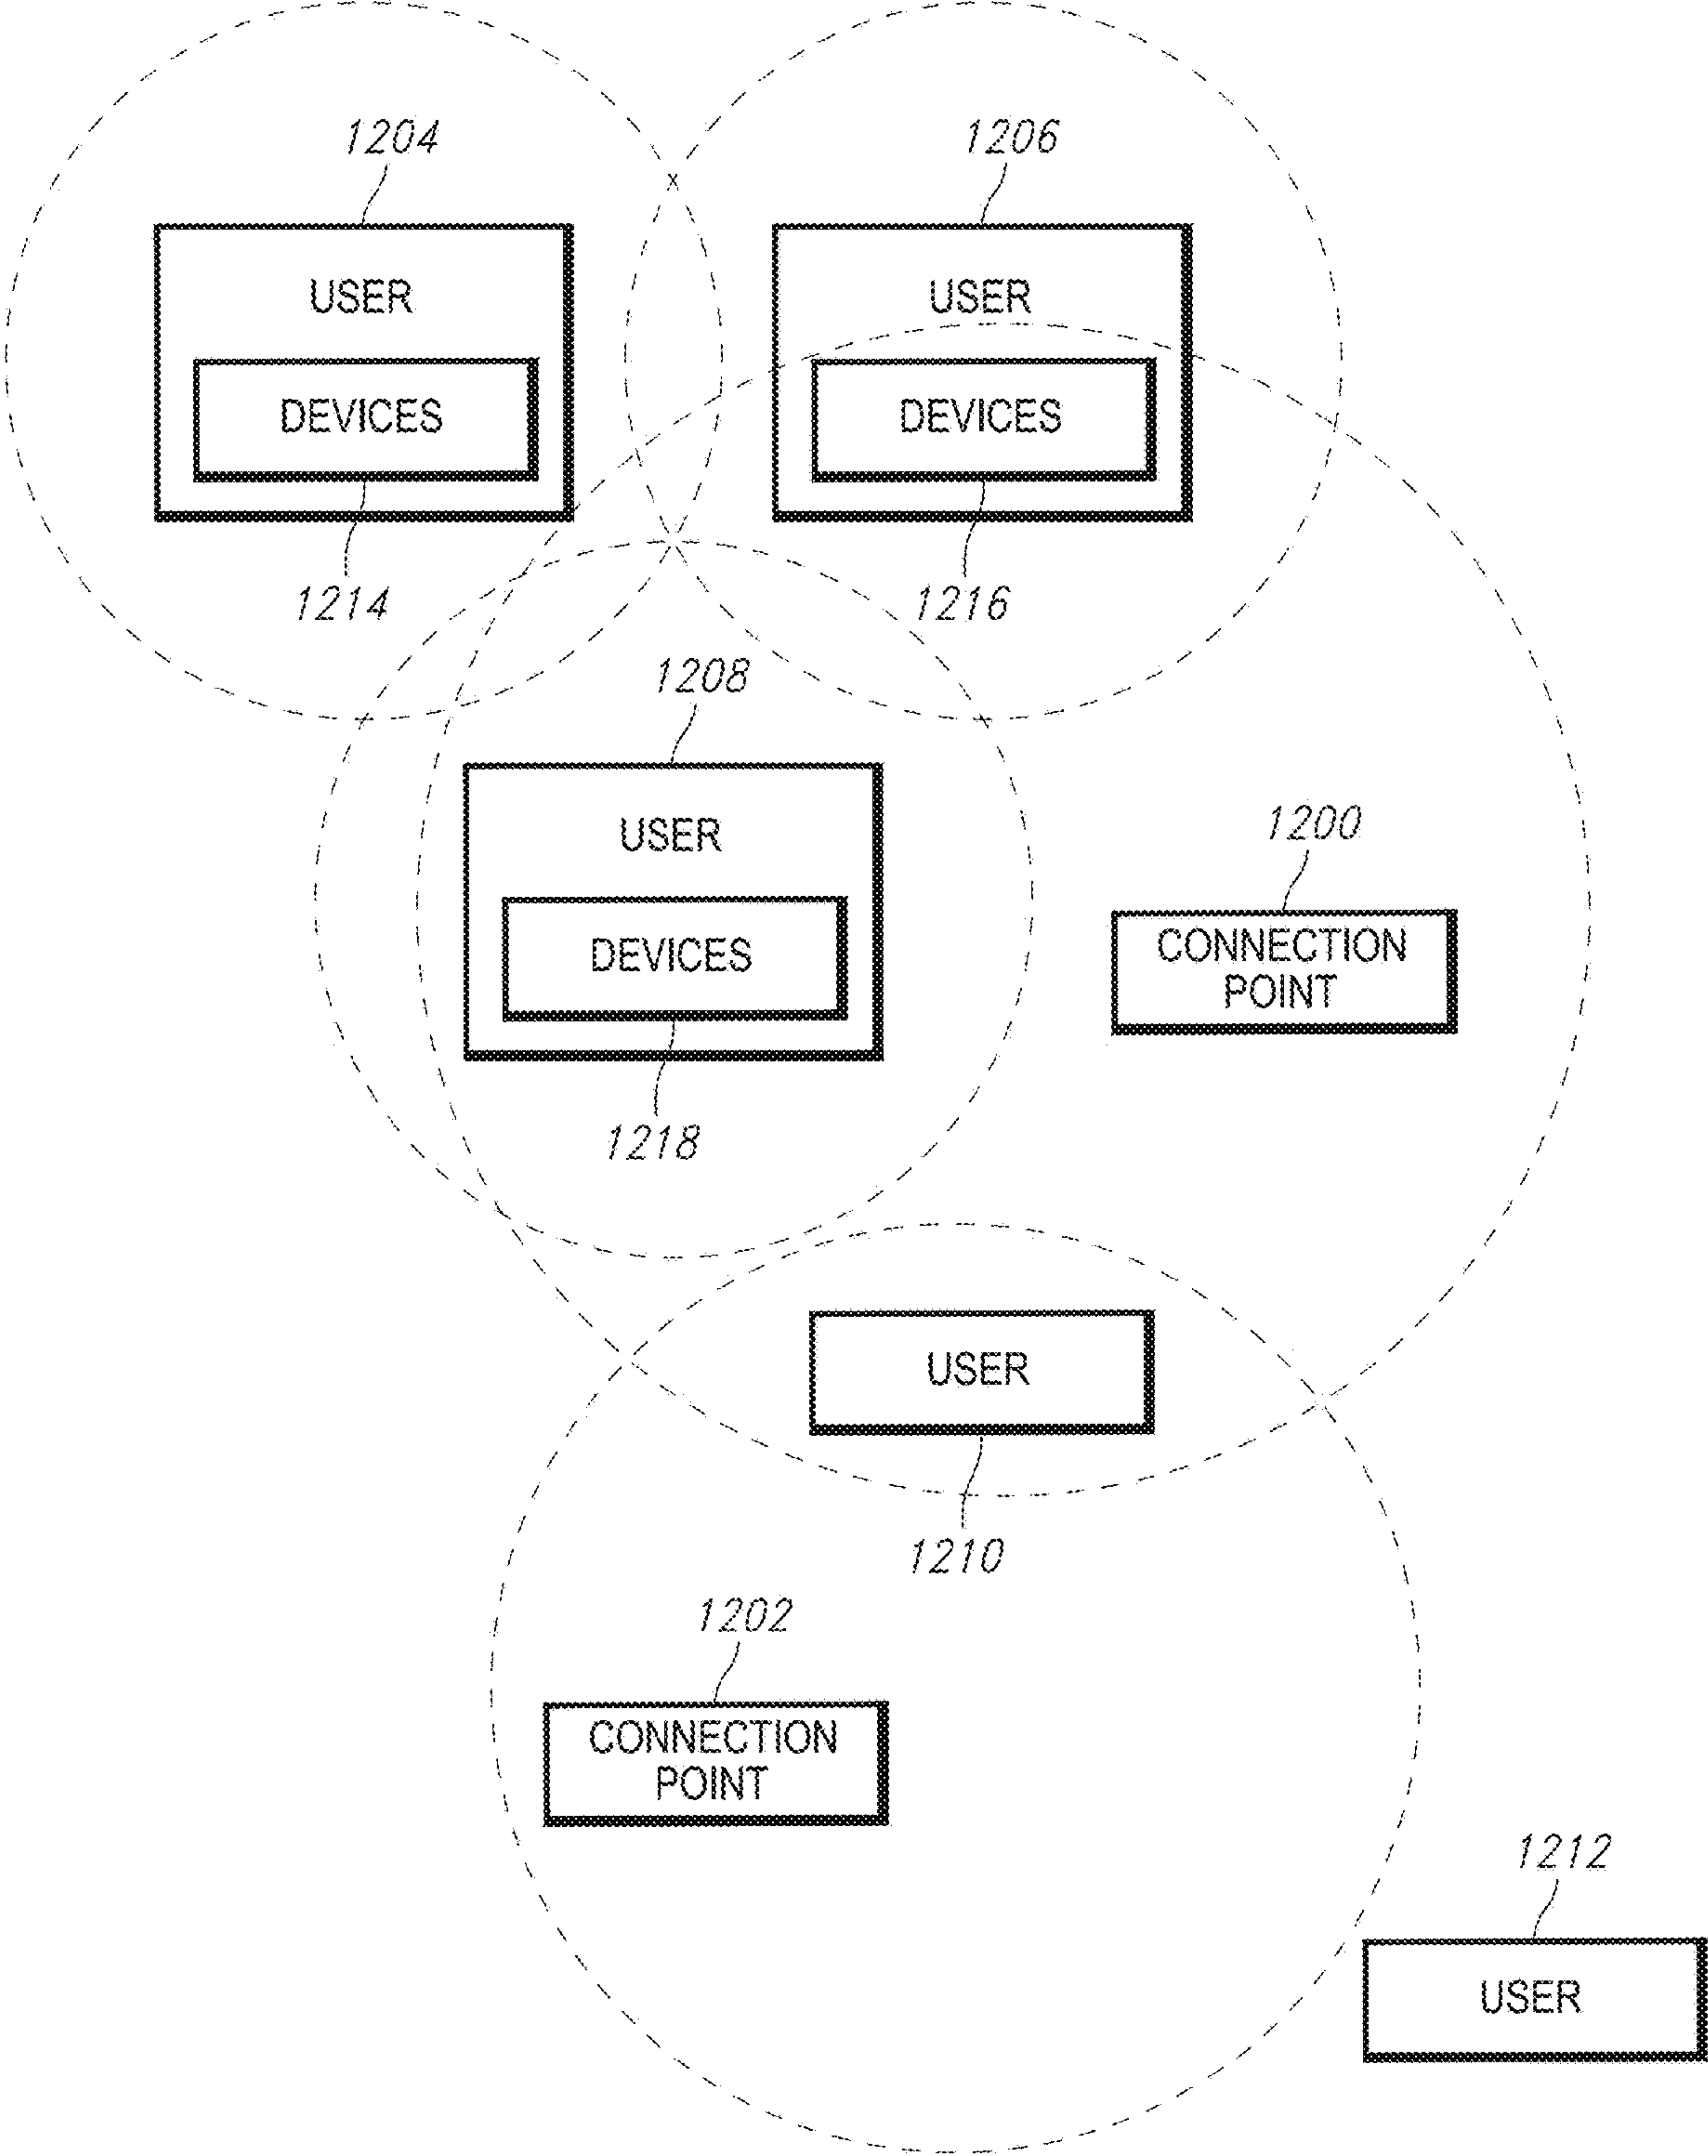 1204
1206
USER
USER
DEVICES
DEVICES
1214
1216
1208
USER
DEVICES
1218
1200
CONNECTION
POINT
USER
1210
1202
CONNECTION
POINT
1212
USER